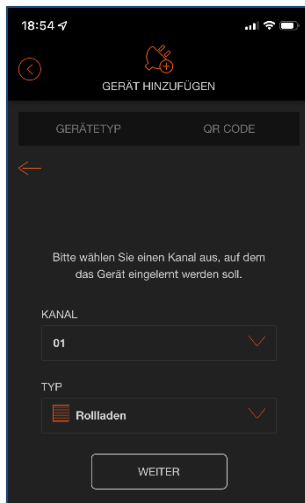 18:54
GERÄT HINZUFÜGEN
GERÄTETYP QR CODE
Bitte wählen Sie einen Kanal aus, auf dem
das Gerät eingelernt werden soll.
KANAL
01
TYP
Rollladen
WEITER